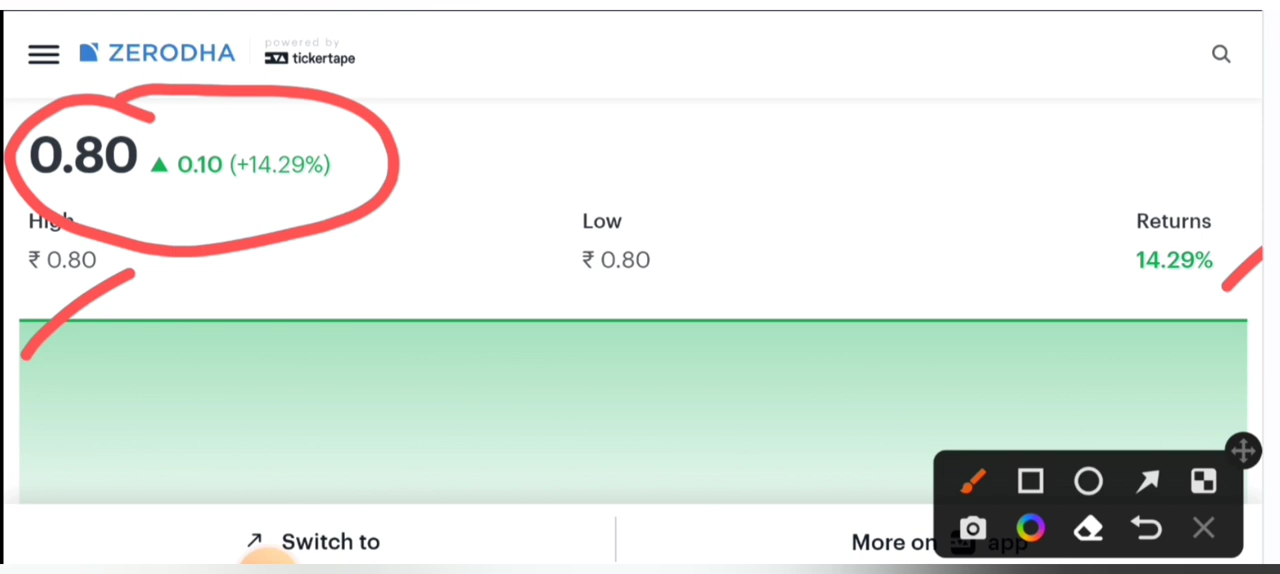 ZERODHA
powered by
tickertape
0.80 ▲ 0.10 (+14.29%)
High
Low
Returns
₹ 0.80
₹ 0.80
14.29%
Switch to
More on app